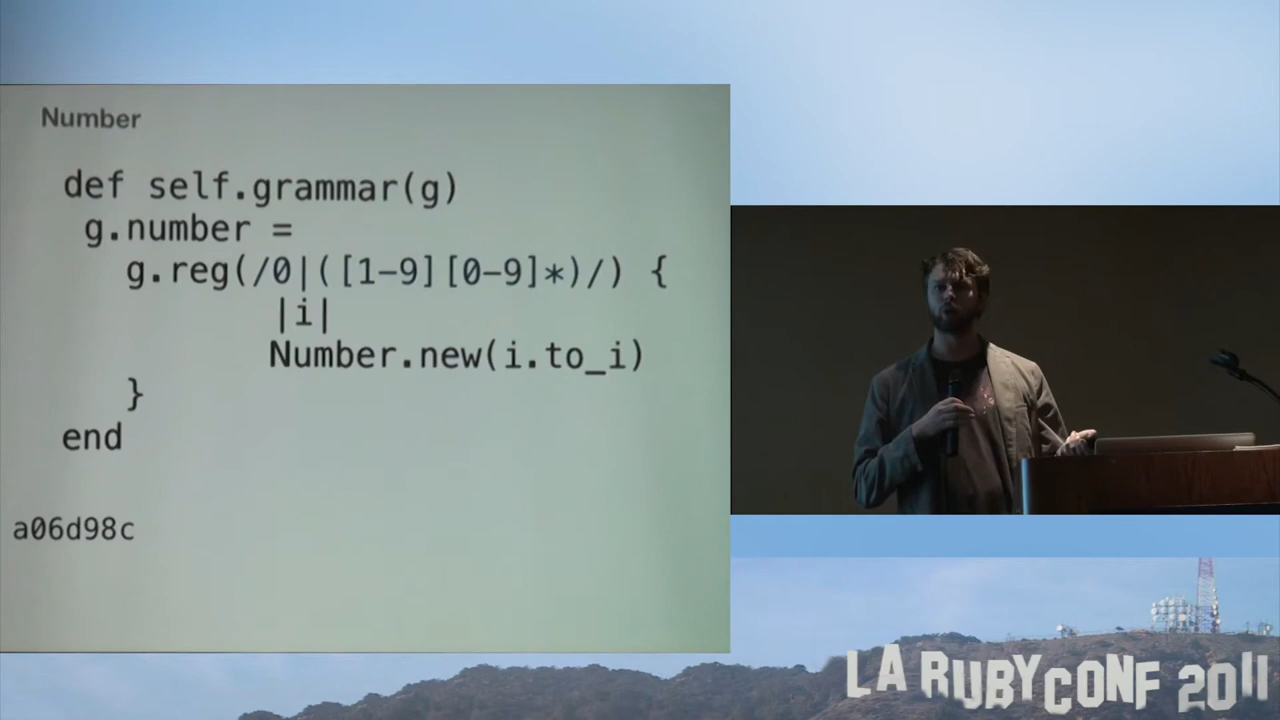 Number
def self.grammar(g)
g.number =
g.reg(/0|([1-9][0-9]*)/) {
|i|
Number.new(i.to_i)
}
end
a06d98c
LA RUBYCONF 2011